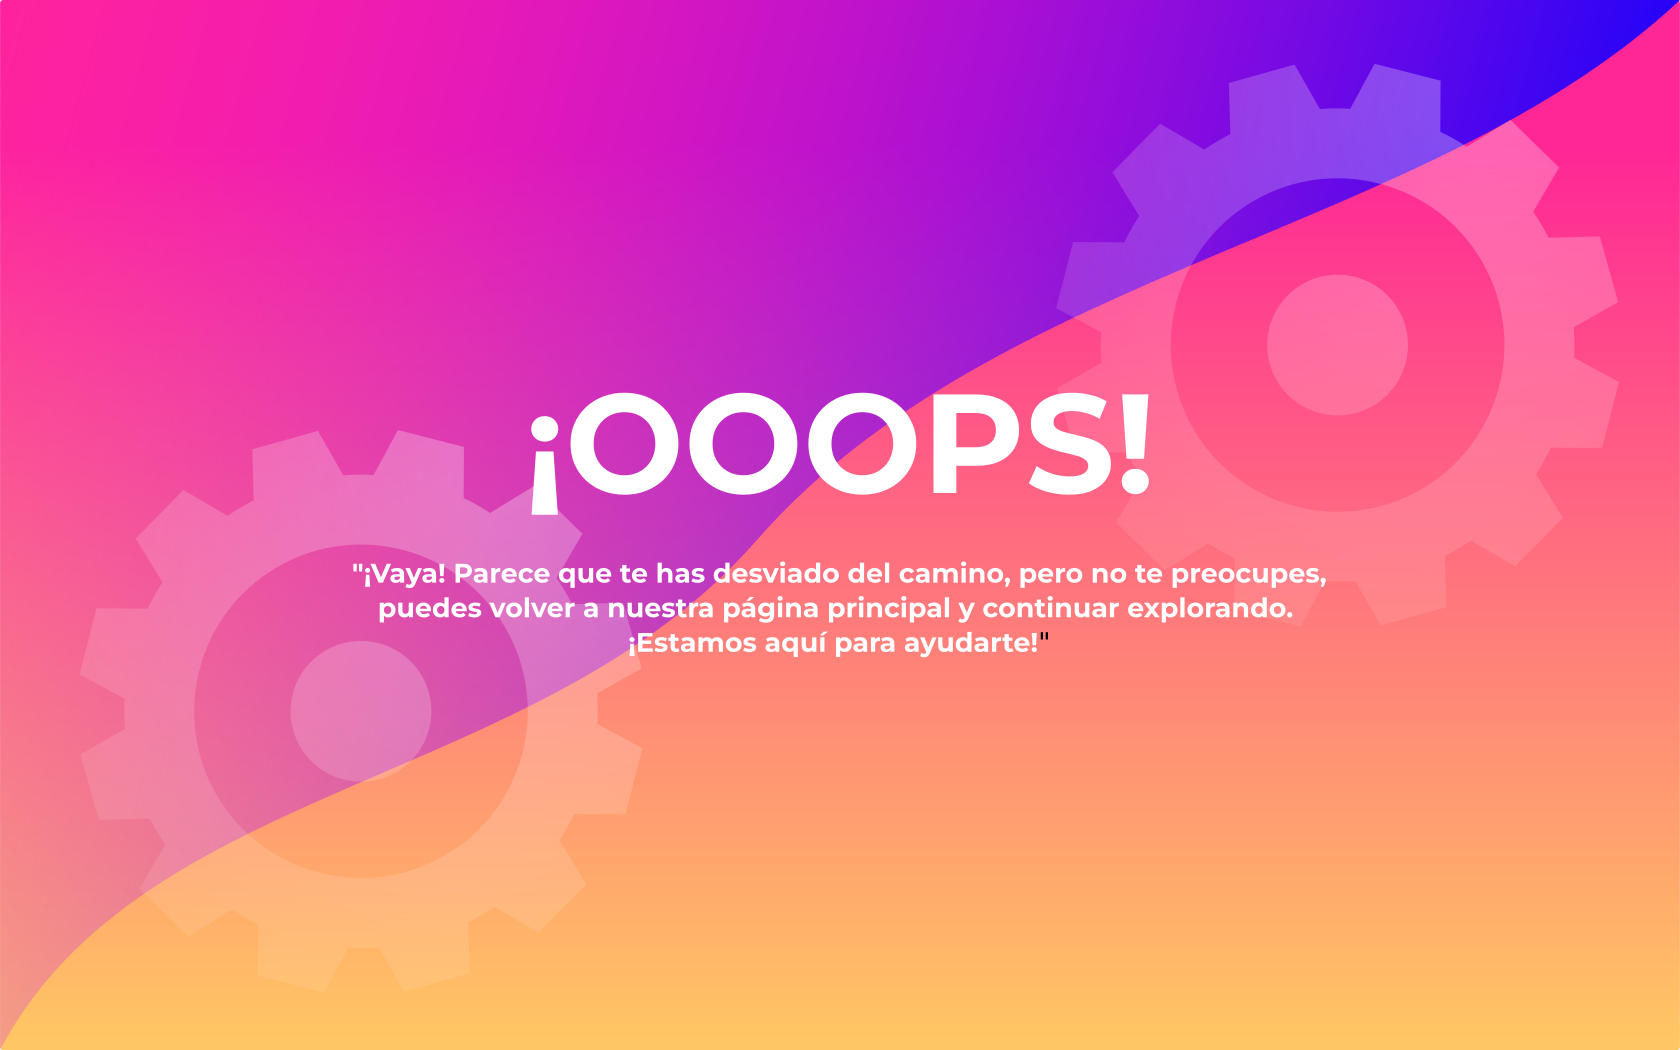 ¡OOOPS!
"¡Vaya! Parece que te has desviado del camino, pero no te preocupes,
puedes volver a nuestra página principal y continuar explorando.
¡Estamos aquí para ayudarte!"